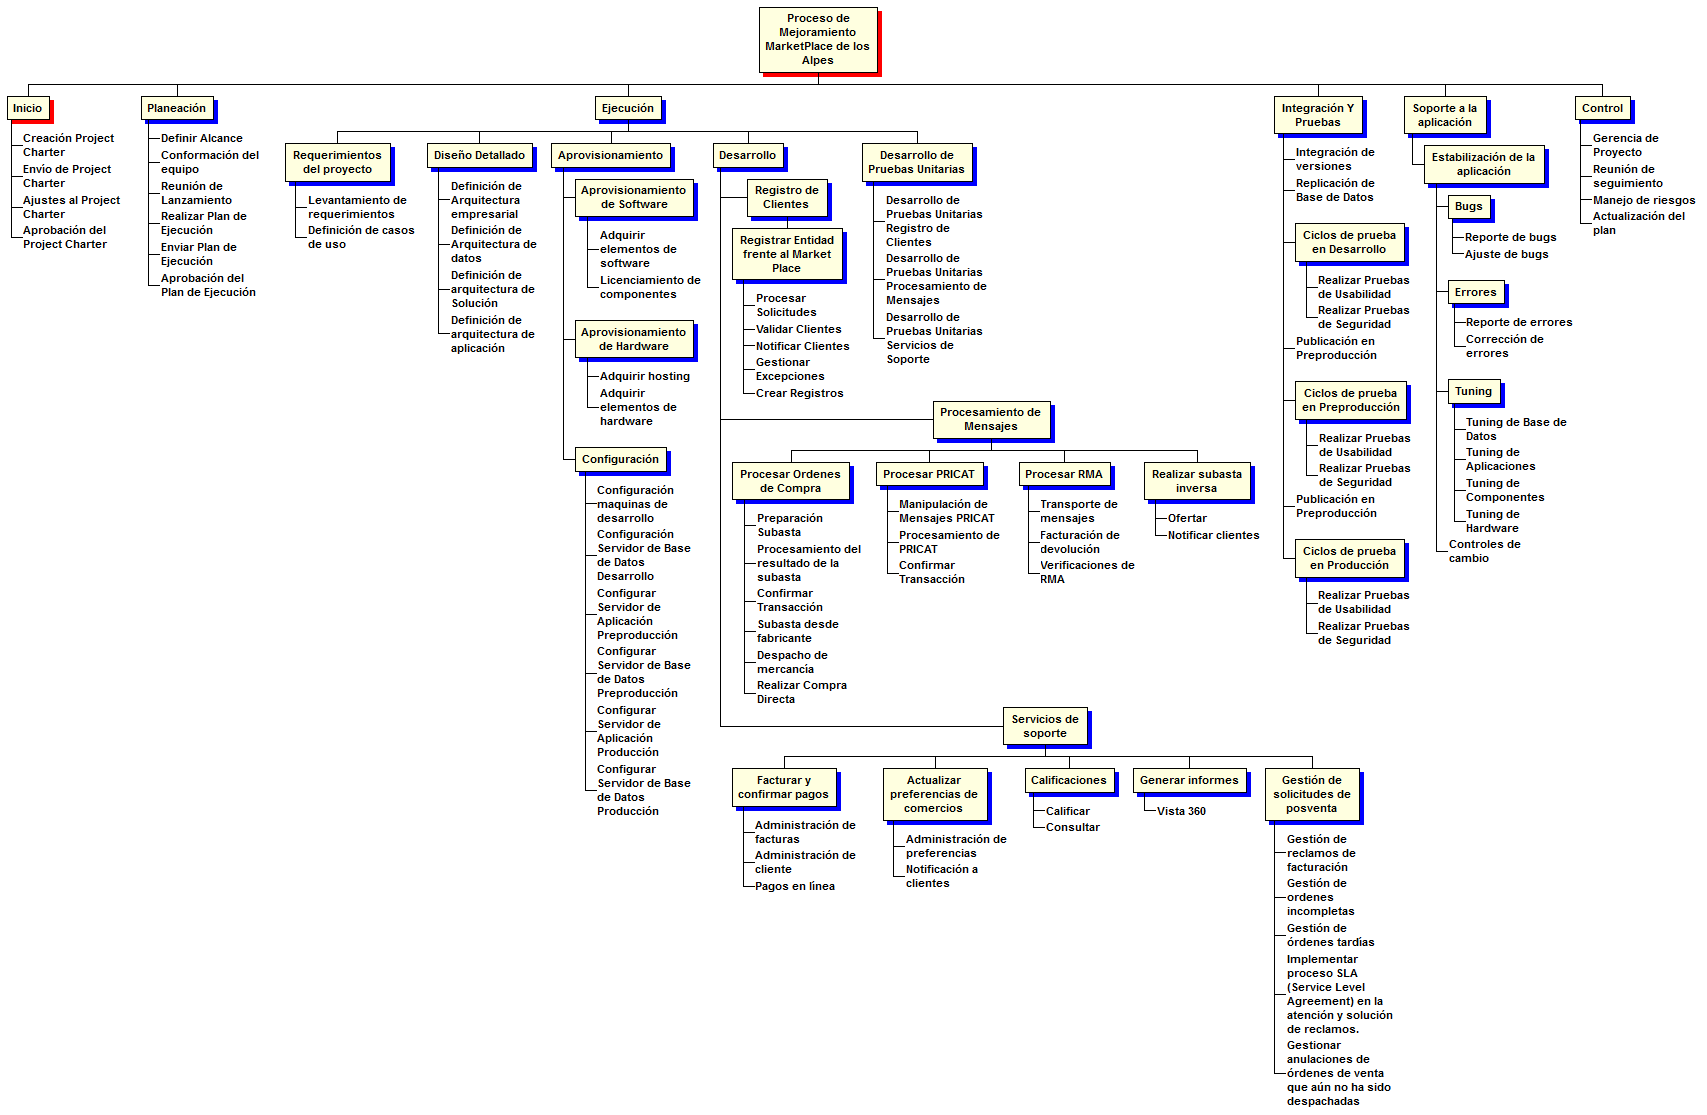 Proceso de
Mejoramiento
MarketPlace de los
Alpes
Inicio
Creación Project
Charter
Envío de Project
Charter
Ajustes al Project
Charter
Aprobación del
Project Charter
Planeación
Definir Alcance
Conformación del
equipo
Reunión de
Lanzamiento
Realizar Plan de
Ejecución
Enviar Plan de
Ejecución
Aprobación del
Plan de Ejecución
Ejecución
Requerimientos
del proyecto
Levantamiento de
requerimientos
Definición de casos
de uso
Diseño Detallado
Definición de
Arquitectura
empresarial
Definición de
Arquitectura de
datos
Definición de
arquitectura de
Solución
Definición de
arquitectura de
aplicación
Aprovisionamiento
Aprovisionamiento
de Software
Adquirir
elementos de
software
Licenciamiento de
componentes
Aprovisionamiento
de Hardware
Adquirir hosting
Adquirir
elementos de
hardware
Configuración
Configuración
maquinas de
desarrollo
Configuración
Servidor de Base
de Datos
Desarrollo
Configurar
Servidor de
Aplicación
Preproducción
Configurar
Servidor de Base
de Datos
Preproducción
Configurar
Servidor de
Aplicación
Producción
Configurar
Servidor de Base
de Datos
Producción
Desarrollo
Registro de
Clientes
Registrar Entidad
frente al Market
Place
Procesar
Solicitudes
Validar Clientes
Notificar Clientes
Gestionar
Excepciones
Crear Registros
Procesamiento de
Mensajes
Procesar Ordenes
de Compra
Preparación
Subasta
Procesamiento del
resultado de la
subasta
Confirmar
Transacción
Subasta desde
fabricante
Despacho de
mercancía
Realizar Compra
Directa
Procesar PRICAT
Manipulación de
Mensajes PRICAT
Procesamiento de
PRICAT
Confirmar
Transacción
Procesar RMA
Transporte de
mensajes
Facturación de
devolución
Verificaciones de
RMA
Realizar subasta
inversa
Ofertar
Notificar clientes
Servicios de
soporte
Facturar y
confirmar pagos
Administración de
facturas
Administración de
cliente
Pagos en línea
Actualizar
preferencias de
comercios
Administración de
preferencias
Notificación a
clientes
Calificaciones
Calificar
Consultar
Generar informes
Vista 360
Gestión de
solicitudes de
posventa
Gestión de
reclamos de
facturación
Gestión de
ordenes
incompletas
Gestión de
órdenes tardías
Implementar
proceso SLA
(Service Level
Agreement) en la
atención y solución
de reclamos.
Gestionar
anulaciones de
órdenes de venta
que aún no ha sido
despachadas
Desarrollo de
Pruebas Unitarias
Desarrollo de
Pruebas Unitarias
Registro de
Clientes
Desarrollo de
Pruebas Unitarias
Procesamiento de
Mensajes
Desarrollo de
Pruebas Unitarias
Servicios de
Soporte
Integración Y
Pruebas
Integración de
versiones
Replicación de
Base de Datos
Ciclos de prueba
en Desarrollo
Realizar Pruebas
de Usabilidad
Realizar Pruebas
de Seguridad
Publicación en
Preproducción
Ciclos de prueba
en Preproducción
Realizar Pruebas
de Usabilidad
Realizar Pruebas
de Seguridad
Publicación en
Preproducción
Ciclos de prueba
en Producción
Realizar Pruebas
de Usabilidad
Realizar Pruebas
de Seguridad
Soporte a la
aplicación
Estabilización de la
aplicación
Bugs
Reporte de bugs
Ajuste de bugs
Errores
Reporte de errores
Corrección de
errores
Tuning
Tuning de Base de
Datos
Tuning de
Aplicaciones
Tuning de
Componentes
Tuning de
Hardware
Controles de
cambio
Control
Gerencia de
Proyecto
Reunión de
seguimiento
Manejo de riesgos
Actualización del
plan